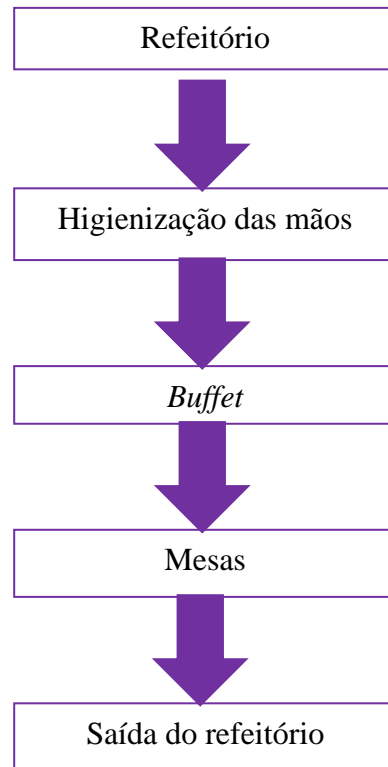 Refeitório
Higienização das mãos
Buffet
Mesas
Saída do refeitório